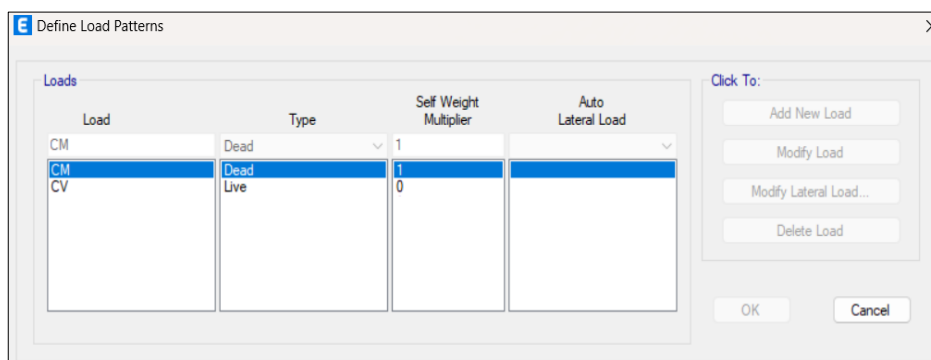 E Define Load Patterns
Loads
Load Type Self Weight Multiplier Auto Lateral Load
CM Dead 1
CM Dead 1
CV Live 0
Click To:
Add New Load
Modify Load
Modify Lateral Load...
Delete Load
OK Cancel